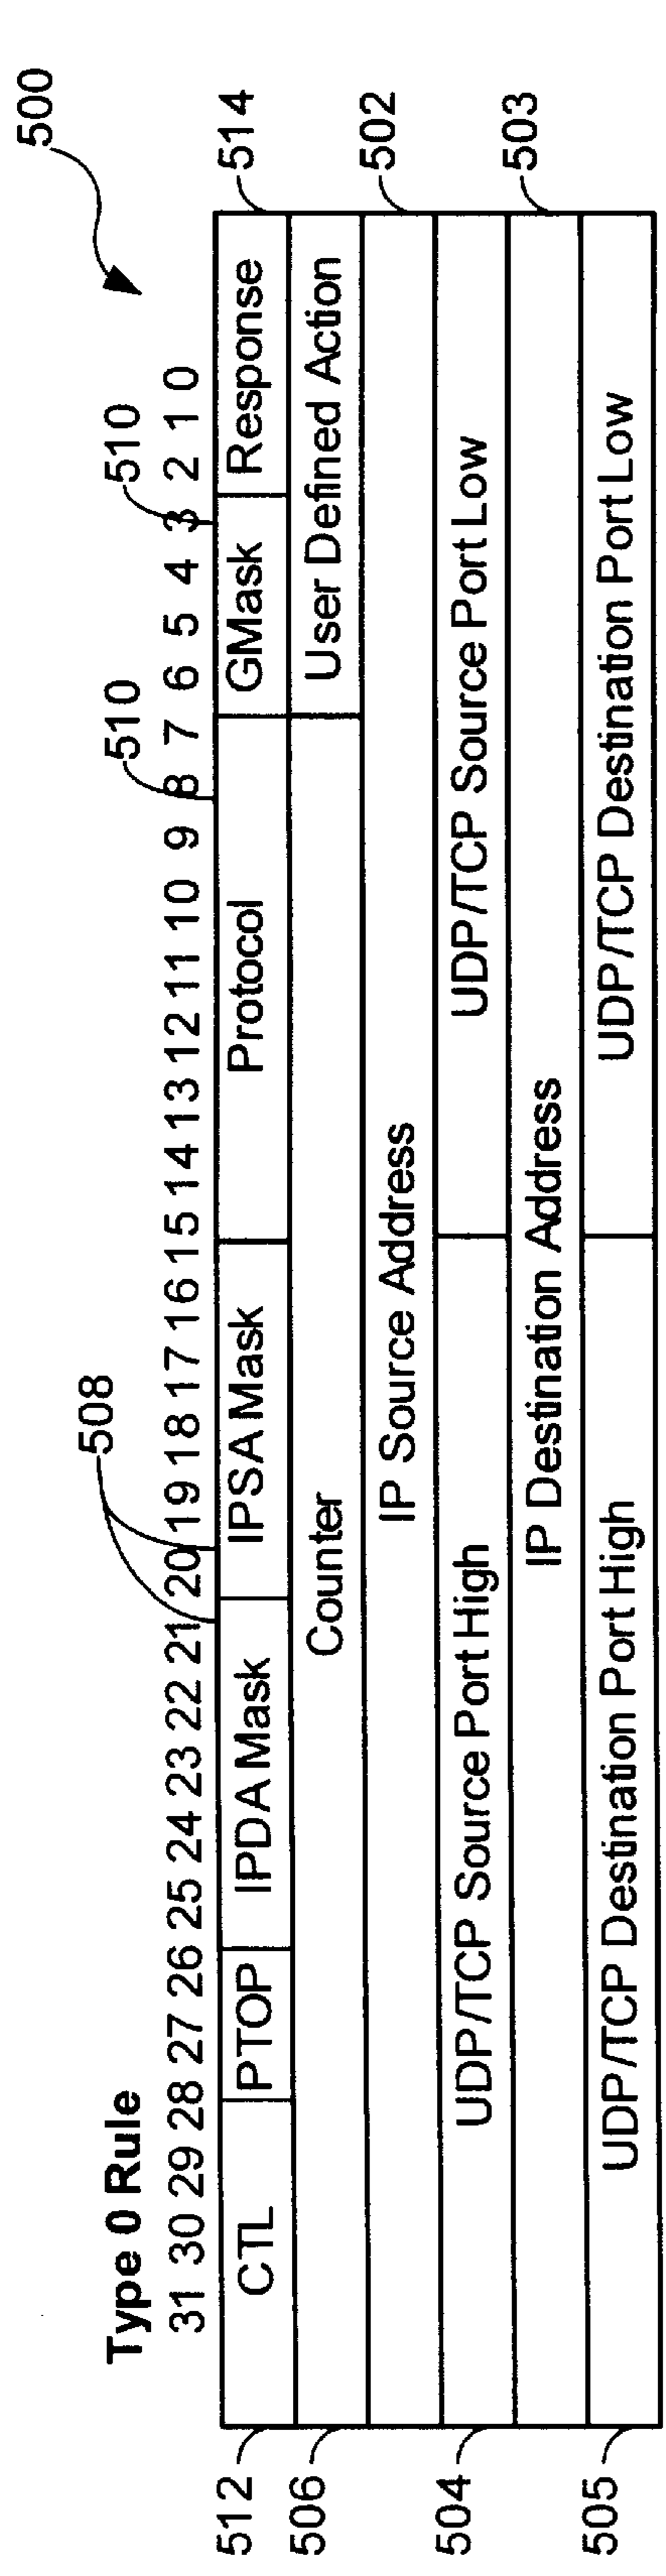 500
Type 0 Rule
508
510
510
31 30 29 28 27 26 25 24 23 22 21 20 19 18 17 16 15 14 13 12 11 10 9 8 7 6 5 4 3 2 1 0
512
CTL
PTOP
IPDA Mask
IPSA Mask
Protocol
GMask
Response
514
506
Counter
User Defined Action
IP Source Address
502
504
UDP/TCP Source Port High
UDP/TCP Source Port Low
IP Destination Address
503
505
UDP/TCP Destination Port High
UDP/TCP Destination Port Low